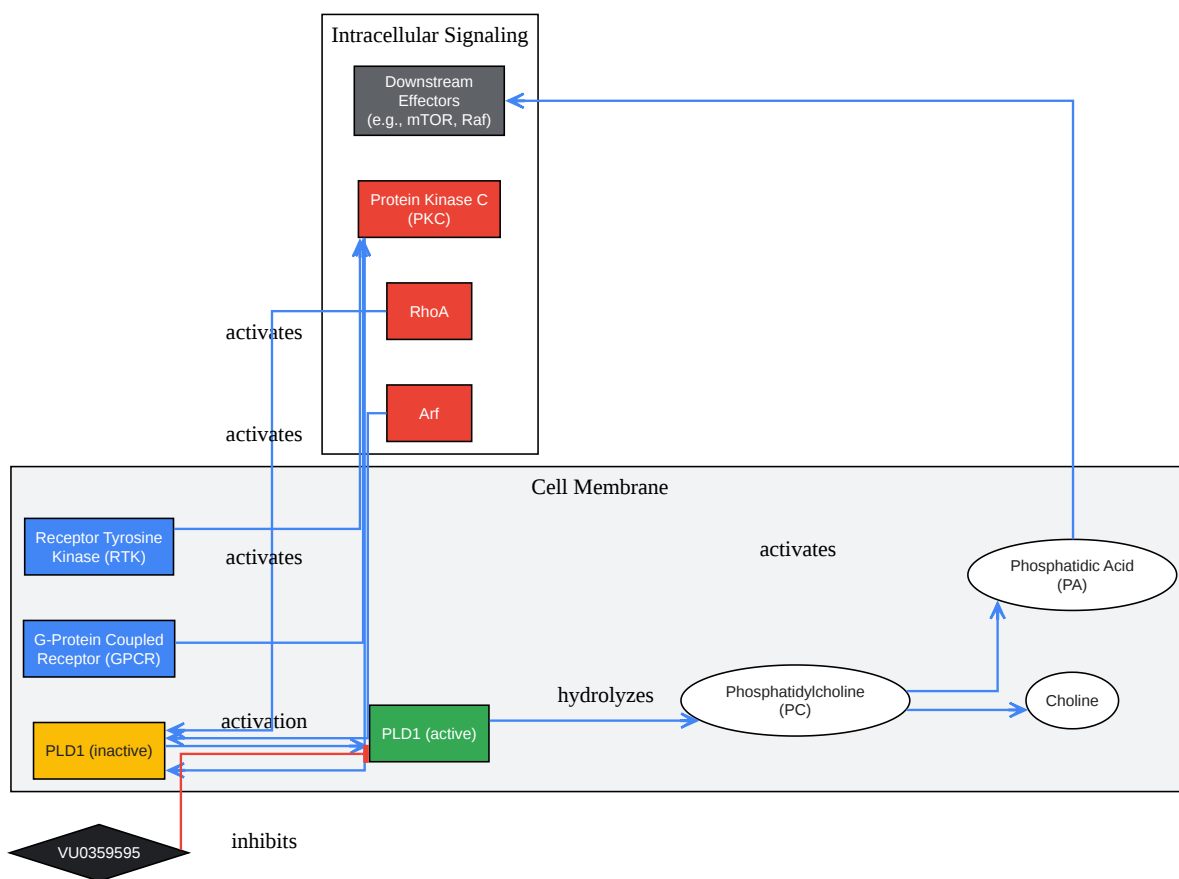 Intracellular Signaling
Downstream
Effectors
(e.g., mTOR, Raf)
Protein Kinase C
(PKC)
RhoA
activates
Arf
activates
Cell Membrane
Receptor Tyrosine
Kinase (RTK)
activates
activates
Phosphatidic Acid
(PA)
G-Protein Coupled
Receptor (GPCR)
hydrolyzes
Phosphatidylcholine
(PC)
Choline
activation
PLD1 (inactive)
PLD1 (active)
inhibits
VU0359595